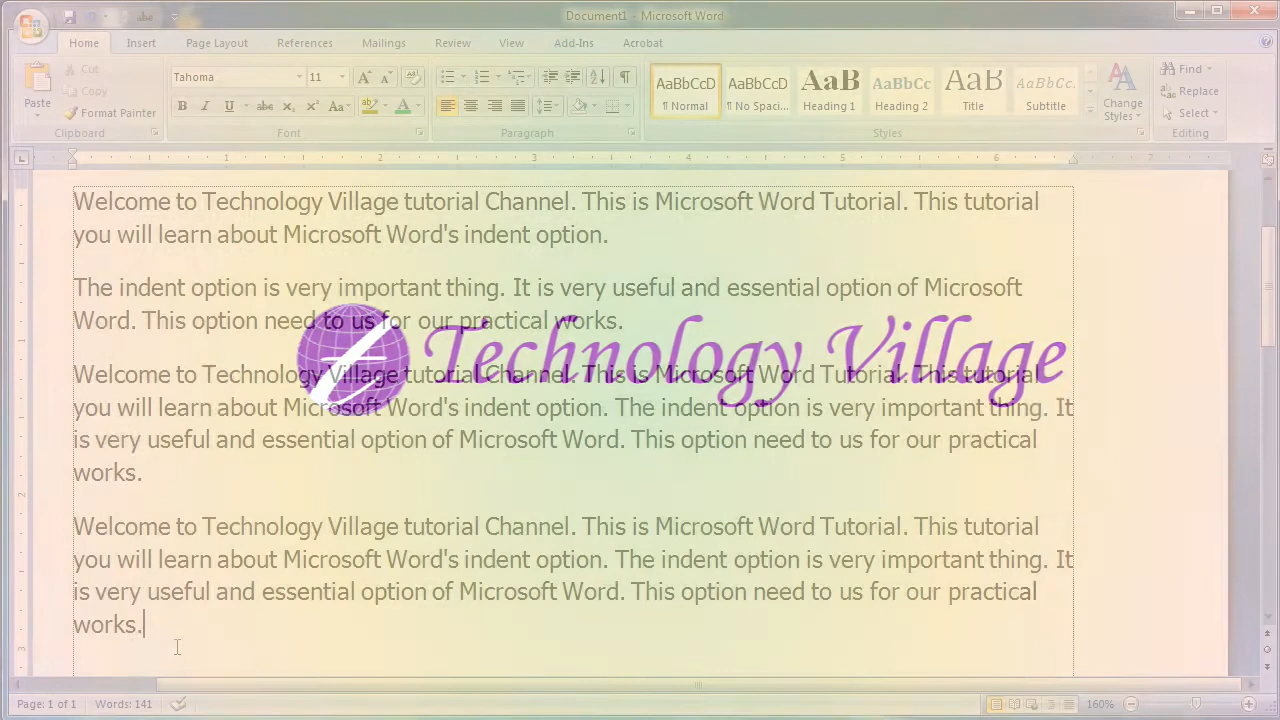 Document1 - Microsoft Word
Home Insert Page Layout References Mailings Review View Add-Ins Acrobat
Paste
Cut
Copy
Format Painter
Clipboard
Tahoma 11
Font
Paragraph
AaBbCcD AaBbCcD AaB AaBbCc AaB AaBbCc.
¶ Normal ¶ No Spaci... Heading 1 Heading 2 Title Subtitle
Change
Styles
Styles
Find
Replace
Select
Editing
Welcome to Technology Village tutorial Channel. This is Microsoft Word Tutorial. This tutorial
you will learn about Microsoft Word's indent option.
The indent option is very important thing. It is very useful and essential option of Microsoft
Word. This option need to us for our practical works.
Technology Village
Welcome to Technology Village tutorial Channel. This is Microsoft Word Tutorial. This tutorial
you will learn about Microsoft Word's indent option. The indent option is very important thing. It
is very useful and essential option of Microsoft Word. This option need to us for our practical
works.
Welcome to Technology Village tutorial Channel. This is Microsoft Word Tutorial. This tutorial
you will learn about Microsoft Word's indent option. The indent option is very important thing. It
is very useful and essential option of Microsoft Word. This option need to us for our practical
works.
Page: 1 of 1 Words: 141 160%